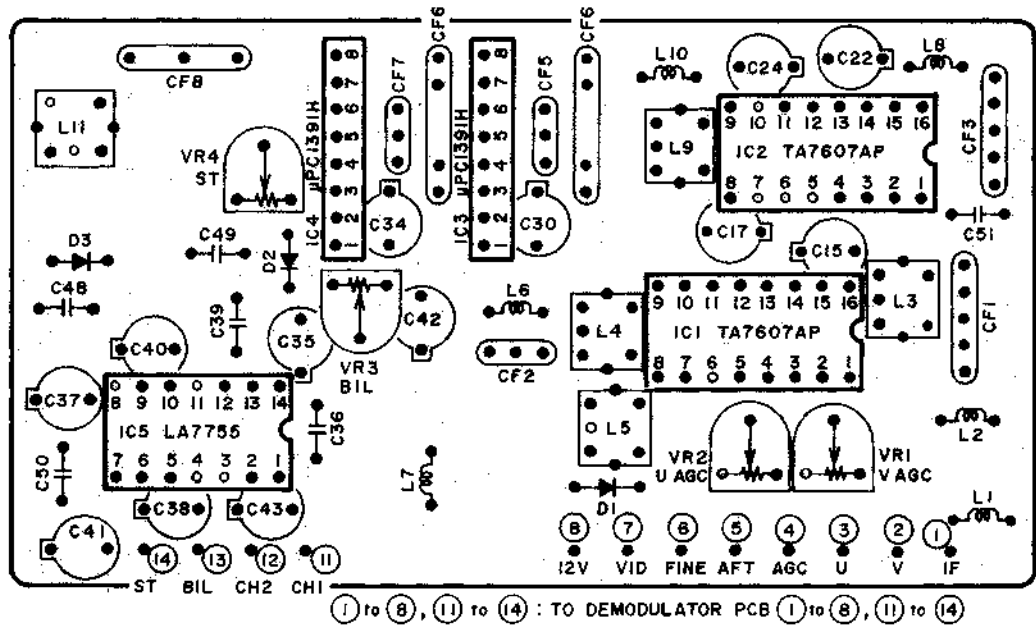 CF8
L11
VR4
ST
IC4 μPC1391H
8
7
6
5
4
3
2
1
CF7
CF6
C34
IC3 μPC1391H
8
7
6
5
4
3
2
1
CF5
CF6
C30
L10
C24
C22
L8
L9
9 10 11 12 13 14 15 16
IC2 TA7607AP
8 7 6 5 4 3 2 1
CF3
C51
C17
C15
D3
C48
C49
D2
C39
C40
C35
VR3
BIL
C42
L6
CF2
L4
9 10 11 12 13 14 15 16
IC1 TA7607AP
8 7 6 5 4 3 2 1
L3
CF1
C37
8 9 10 11 12 13 14
IC5 LA7755
7 6 5 4 3 2 1
C36
C50
L7
L5
VR2
U AGC
VR1
V AGC
L2
D1
L1
C41
C38
C43
14 13 12 11
ST BIL CH2 CH1
8 7 6 5 4 3 2 1
12V VID FINE AFT AGC U V IF
1 to 8, 11 to 14 : TO DEMODULATOR PCB 1 to 8, 11 to 14